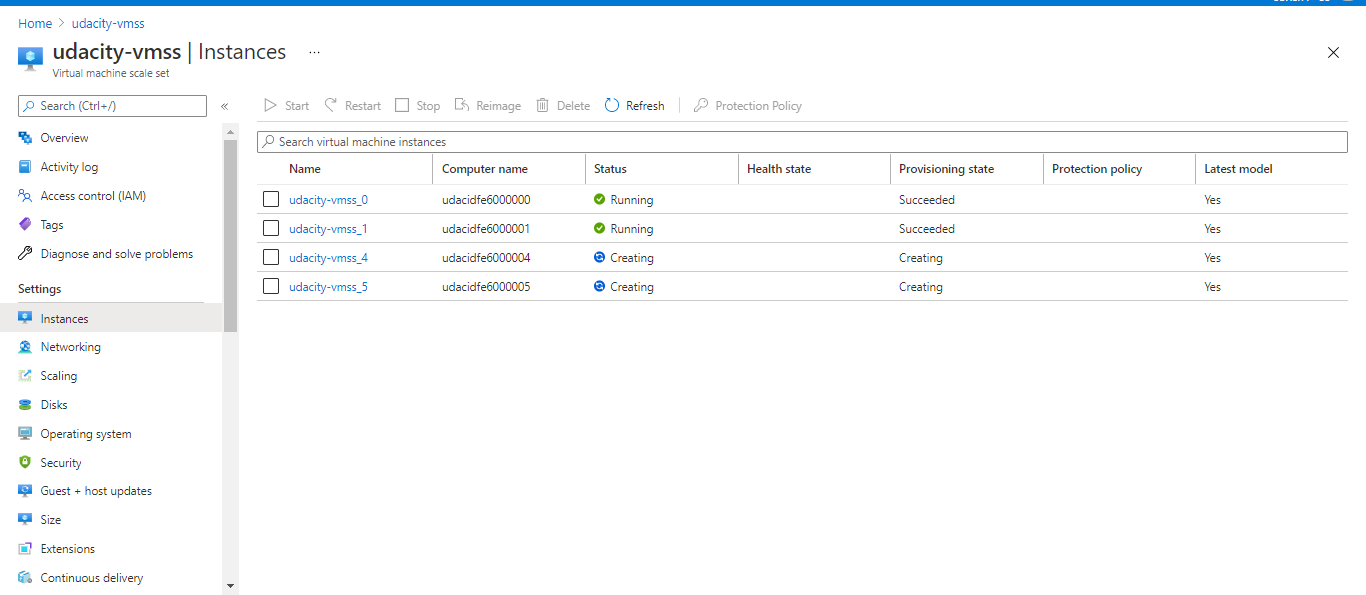 Home > udacity-vmss
udacity-vmss | Instances ...
Virtual machine scale set
Search (Ctrl+/)
«
Overview
Activity log
Access control (IAM)
Tags
Diagnose and solve problems
Settings
Instances
Networking
Scaling
Disks
Operating system
Security
Guest + host updates
Size
Extensions
Continuous delivery
Start Restart Stop Reimage Delete Refresh Protection Policy
Search virtual machine instances
Name Computer name Status Health state Provisioning state Protection policy Latest model
udacity-vmss_0 udacidfe6000000 Running Succeeded Yes
udacity-vmss_1 udacidfe6000001 Running Succeeded Yes
udacity-vmss_4 udacidfe6000004 Creating Creating Yes
udacity-vmss_5 udacidfe6000005 Creating Creating Yes